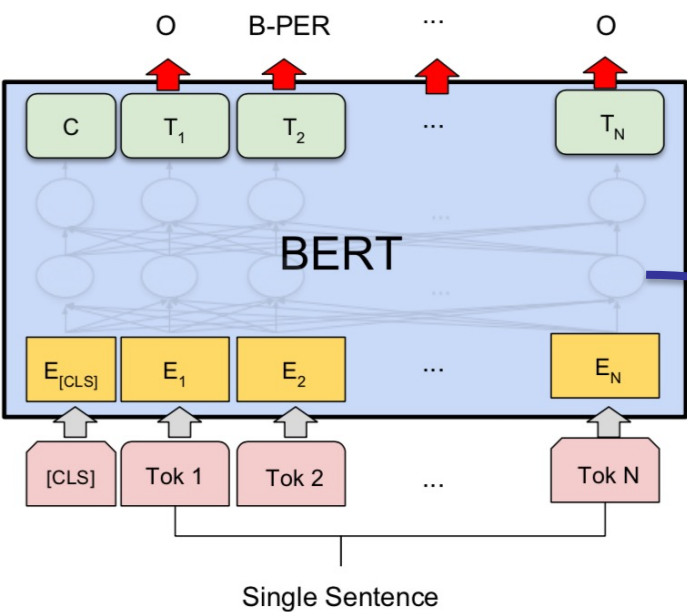 O B-PER ... O
C T1 T2 ... TN
...
BERT
...
E[CLS] E1 E2 ... EN
[CLS] Tok 1 Tok 2 ... Tok N
Single Sentence